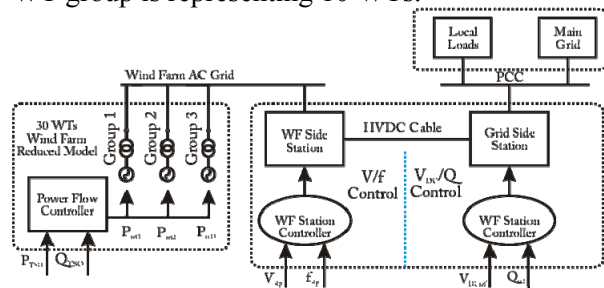 WT group is representing 10 WTs.
Local
Loads
Main
Grid
Wind Farm AC Grid
PCC
30 WTs
Wind Farm
Reduced Model
Group 1
Group 2
Group 3
WF Side
Station
HVDC Cable
Grid Side
Station
Power Flow
Controller
V/f
Control
V_DC/Q
Control
WF Station
Controller
WF Station
Controller